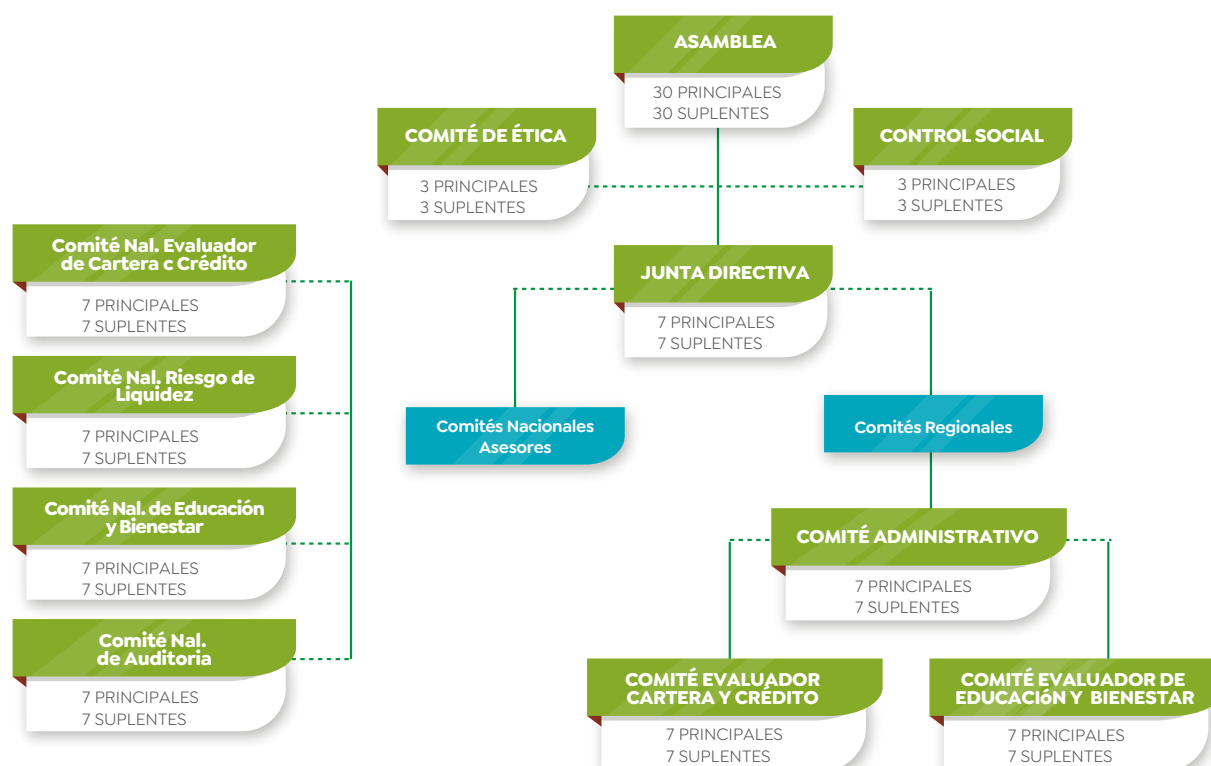 ASAMBLEA
30 PRINCIPALES
30 SUPLENTES
COMITÉ DE ÉTICA
3 PRINCIPALES
3 SUPLENTES
CONTROL SOCIAL
3 PRINCIPALES
3 SUPLENTES
JUNTA DIRECTIVA
7 PRINCIPALES
7 SUPLENTES
Comité Nal. Evaluador
de Cartera c Crédito
7 PRINCIPALES
7 SUPLENTES
Comité Nal. Riesgo de
Liquidez
7 PRINCIPALES
7 SUPLENTES
Comité Nal. de Educación
y Bienestar
7 PRINCIPALES
7 SUPLENTES
Comité Nal.
de Auditoria
7 PRINCIPALES
7 SUPLENTES
Comités Nacionales
Asesores
Comités Regionales
COMITÉ ADMINISTRATIVO
7 PRINCIPALES
7 SUPLENTES
COMITÉ EVALUADOR
CARTERA Y CRÉDITO
7 PRINCIPALES
7 SUPLENTES
COMITÉ EVALUADOR DE
EDUCACIóN Y BIENESTAR
7 PRINCIPALES
7 SUPLENTES